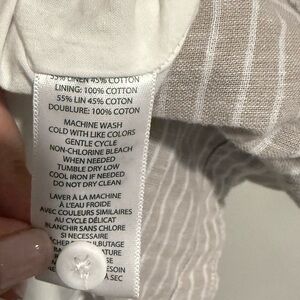 55% LINEN 45% COTTON
LINING: 100% COTTON
55% LIN 45% COTON
DOUBLURE: 100% COTON
MACHINE WASH
COLD WITH LIKE COLORS
GENTLE CYCLE
NON-CHLORINE BLEACH
WHEN NEEDED
TUMBLE DRY LOW
COOL IRON IF NEEDED
DO NOT DRY CLEAN
LAVER À LA MACHINE
À L'EAU FROIDE
AVEC COULEURS SIMILAIRES
AU CYCLE DÉLICAT
BLANCHIR SANS CHLORE
SI NECESSAIRE